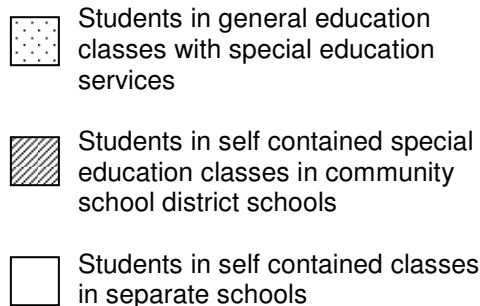 Students in general education
classes with special education
services
Students in self contained special
education classes in community
school district schools
Students in self contained classes
in separate schools